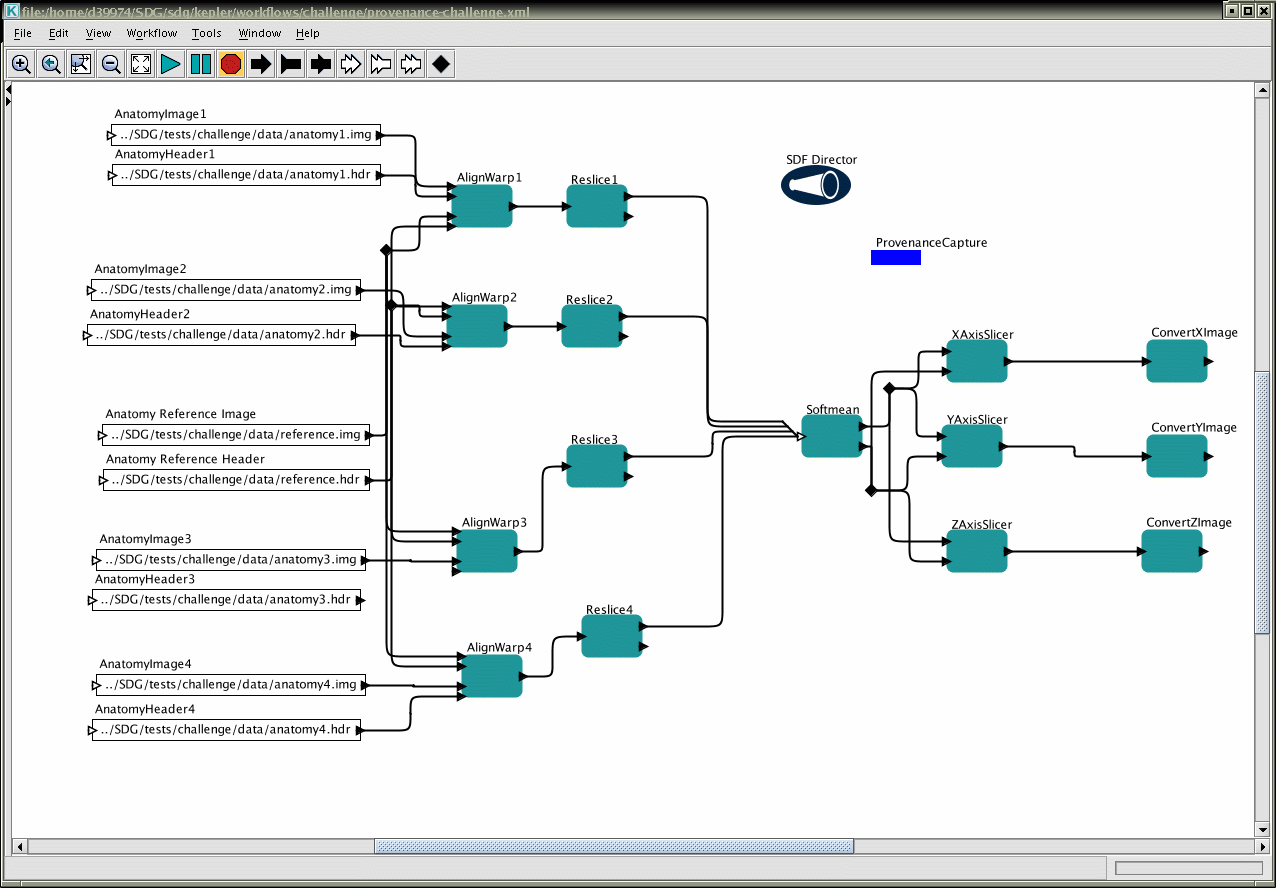 file:/home/d39974/SDG/sdg/kepler/workflows/challenge/provenance-challenge.xml
File Edit View Workflow Tools Window Help
AnatomyImage1
../SDG/tests/challenge/data/anatomy1.img
AnatomyHeader1
../SDG/tests/challenge/data/anatomy1.hdr
AlignWarp1
Reslice1
SDF Director
ProvenanceCapture
AnatomyImage2
../SDG/tests/challenge/data/anatomy2.img
AnatomyHeader2
../SDG/tests/challenge/data/anatomy2.hdr
AlignWarp2
Reslice2
XAxisSlicer
ConvertXImage
Anatomy Reference Image
../SDG/tests/challenge/data/reference.img
Anatomy Reference Header
../SDG/tests/challenge/data/reference.hdr
Reslice3
Softmean
YAxisSlicer
ConvertYImage
AnatomyImage3
../SDG/tests/challenge/data/anatomy3.img
AnatomyHeader3
../SDG/tests/challenge/data/anatomy3.hdr
AlignWarp3
ZAxisSlicer
ConvertZImage
Reslice4
AnatomyImage4
../SDG/tests/challenge/data/anatomy4.img
AnatomyHeader4
../SDG/tests/challenge/data/anatomy4.hdr
AlignWarp4